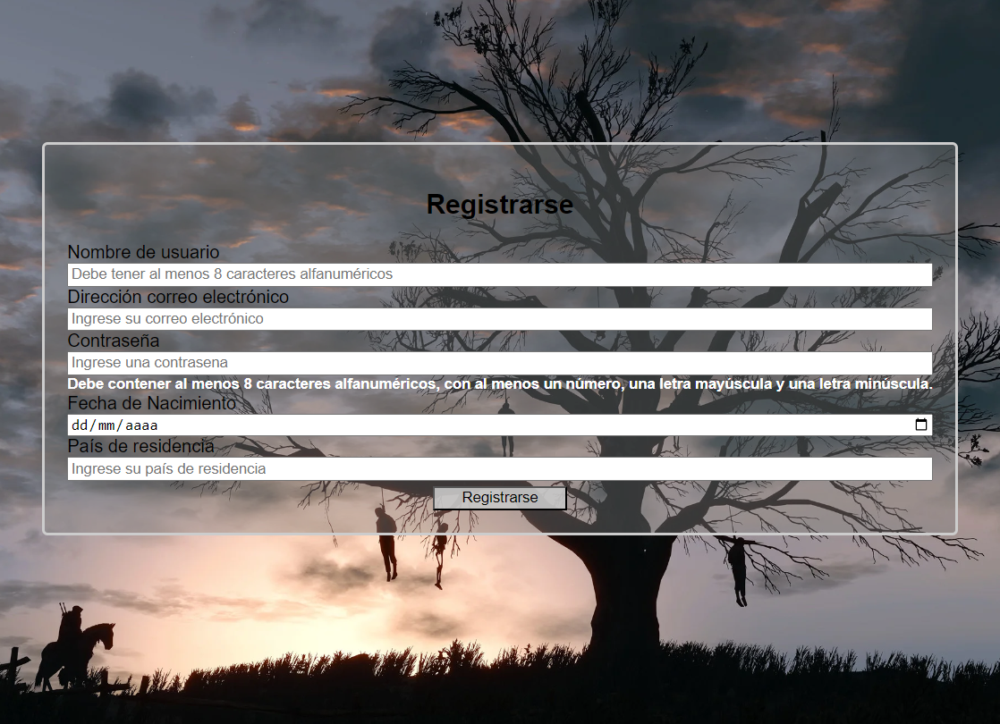 Registrarse
Nombre de usuario
Debe tener al menos 8 caracteres alfanuméricos
Dirección correo electrónico
Ingrese su correo electrónico
Contraseña
Ingrese una contrasena
Debe contener al menos 8 caracteres alfanuméricos, con al menos un número, una letra mayúscula y una letra minúscula.
Fecha de Nacimiento
dd/mm/aaaa
País de residencia
Ingrese su país de residencia
Registrarse